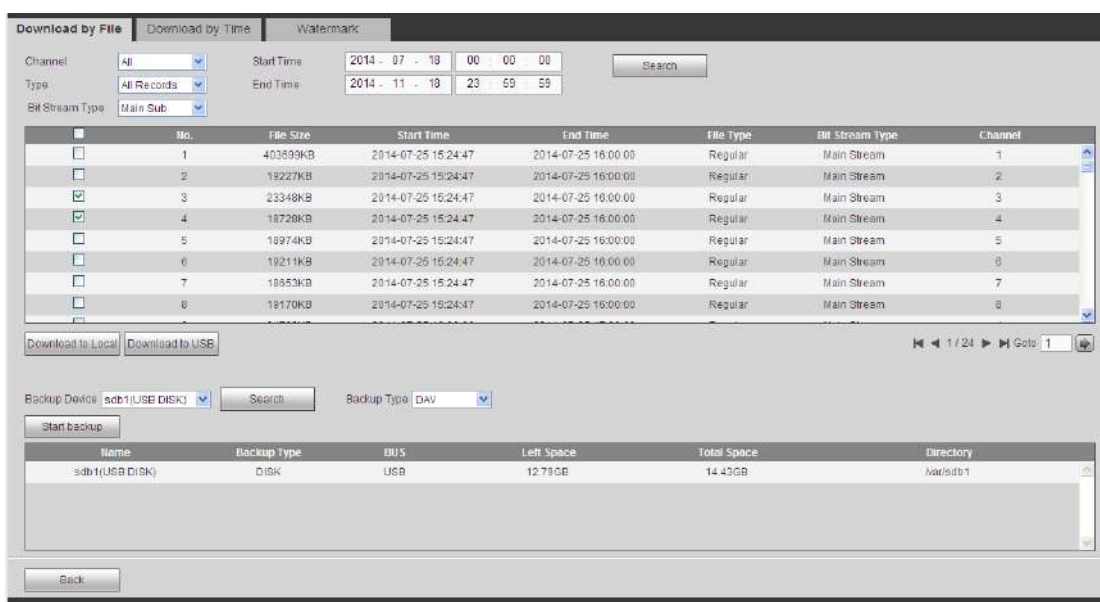 Download by File Download by Time Watermark
Channel All Start Time 2014 - 07 - 18 00 : 00 : 00 Search
Type All Records End Time 2014 - 11 - 18 23 : 59 : 59
Bit Stream Type Main Sub
No. File Size Start Time End Time File Type Bit Stream Type Channel
1 403699KB 2014-07-25 15:24:47 2014-07-25 16:00:00 Regular Main Stream 1
2 19227KB 2014-07-25 15:24:47 2014-07-25 16:00:00 Regular Main Stream 2
3 23348KB 2014-07-25 15:24:47 2014-07-25 16:00:00 Regular Main Stream 3
4 18728KB 2014-07-25 15:24:47 2014-07-25 16:00:00 Regular Main Stream 4
5 18974KB 2014-07-25 15:24:47 2014-07-25 16:00:00 Regular Main Stream 5
6 19211KB 2014-07-25 15:24:47 2014-07-25 16:00:00 Regular Main Stream 6
7 18653KB 2014-07-25 15:24:47 2014-07-25 16:00:00 Regular Main Stream 7
8 19170KB 2014-07-25 15:24:47 2014-07-25 16:00:00 Regular Main Stream 8
Download to Local Download to USB 1 / 24 Goto 1
Backup Device sdb1(USB DISK) Search Backup Type DAV
Start backup
Name Backup Type BUS Left Space Total Space Directory
sdb1(USB DISK) DISK USB 12.79GB 14.43GB /var/sdb1
Back